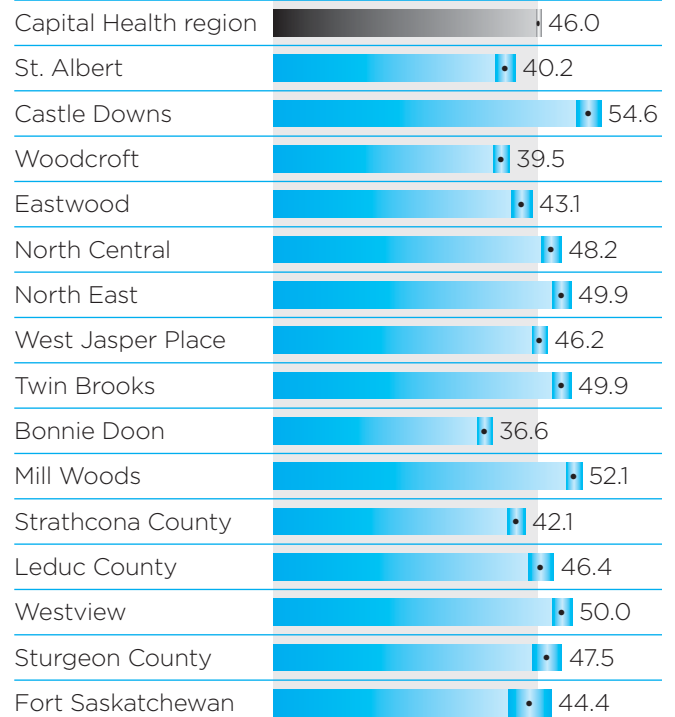 Capital Health region 46.0
St. Albert 40.2
Castle Downs 54.6
Woodcroft 39.5
Eastwood 43.1
North Central 48.2
North East 49.9
West Jasper Place 46.2
Twin Brooks 49.9
Bonnie Doon 36.6
Mill Woods 52.1
Strathcona County 42.1
Leduc County 46.4
Westview 50.0
Sturgeon County 47.5
Fort Saskatchewan 44.4